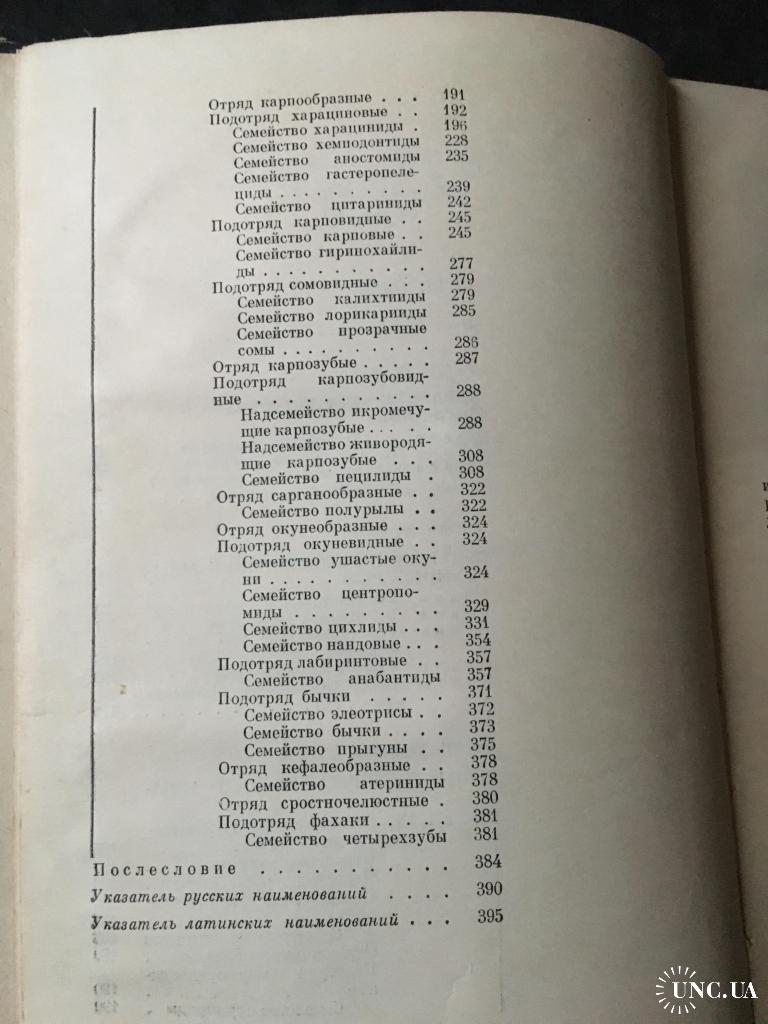 Отряд карпообразные . . . 191
Подотряд харациновые . . 192
Семейство харациниды . 196
Семейство хемиодонтиды 228
Семейство аностомиды 235
Семейство гастеропеле-
циды . . . . . . . . . . 239
Семейство цитариниды 242
Подотряд карповидные . . 245
Семейство карповые . . 245
Семейство гиринохайли-
ды . . . . . . . . . . . 277
Подотряд сомовидные . . . 279
Семейство калихтииды 279
Семейство лорикарииды 285
Семейство прозрачные
сомы . . . . . . . . . . 286
Отряд карпозубые . . . . . 287
Подотряд карпозубовид-
ные . . . . . . . . . . . 288
Надсемейство икромечу-
щие карпозубые . . . . . 288
Надсемейство живородя-
щие карпозубые . . . 308
Семейство пецилиды . 308
Отряд сарганообразные . . 322
Семейство полурылы . . 322
Отряд окунеобразные . . . 324
Подотряд окуневидные . . 324
Семейство ушастые оку-
ни . . . . . . . . . . . 324
Семейство центропо-
миды . . . . . . . . . 329
Семейство цихлиды . . . 331
Семейство нандовые . . . 354
Подотряд лабиринтовые . . 357
Семейство анабантиды 357
Подотряд бычки . . . . . 371
Семейство элеотрисы . . 372
Семейство бычки . . . . 373
Семейство прыгуны . . 375
Отряд кефалеобразные . . 378
Семейство атериниды 378
Отряд сростночелюстные . 380
Подотряд фахаки . . . . . 381
Семейство четырехзубы 381
Послесловие . . . . . . . . . . . 384
Указатель русских наименований . . . . 390
Указатель латинских наименований . . . 395
UNC.UA